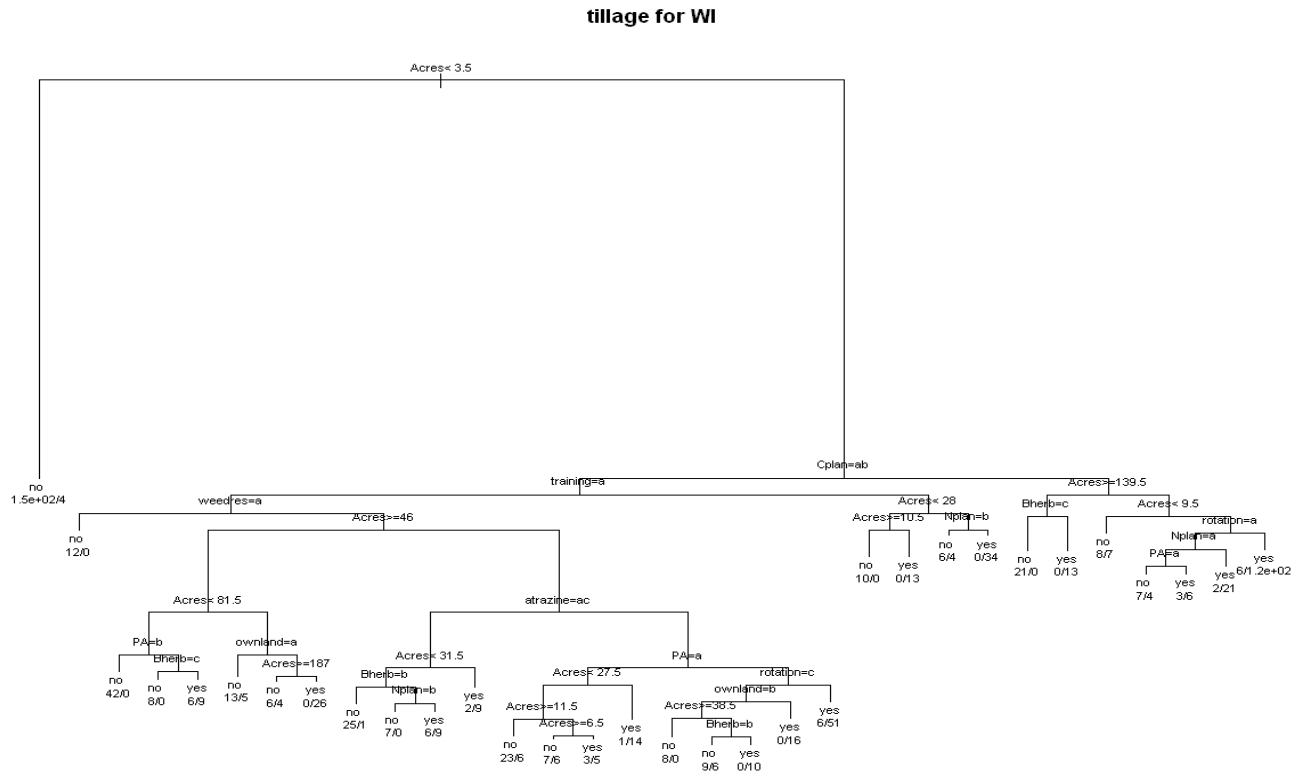 tillage for WI
Acres< 3.5
Cplan=ab
training=a
Acres>=139.5
no
1.5e+02/4
weedres=a
Acres< 28
Bherb=c
Acres< 9.5
Acres>=46
Acres>=10.5
Nplan=b
rotation=a
no
12/0
no
6/4
yes
0/34
no
8/7
Nplan=a
no
10/0
yes
0/13
no
21/0
yes
0/13
PA=a
yes
6/1.2e+02
no
7/4
yes
3/6
yes
2/21
Acres< 81.5
atrazine=ac
PA=b
ownland=a
Acres< 31.5
PA=a
Bherb=c
Acres>=187
Bherb=b
Acres< 27.5
rotation=c
no
42/0
no
8/0
yes
6/9
no
13/5
no
6/4
yes
0/26
Nplan=b
yes
2/9
ownland=b
no
25/1
no
7/0
yes
6/9
Acres>=11.5
Acres>=38.5
yes
6/51
Acres>=6.5
yes
1/14
Bherb=b
yes
0/16
no
23/6
no
7/6
yes
3/5
no
8/0
no
9/6
yes
0/10